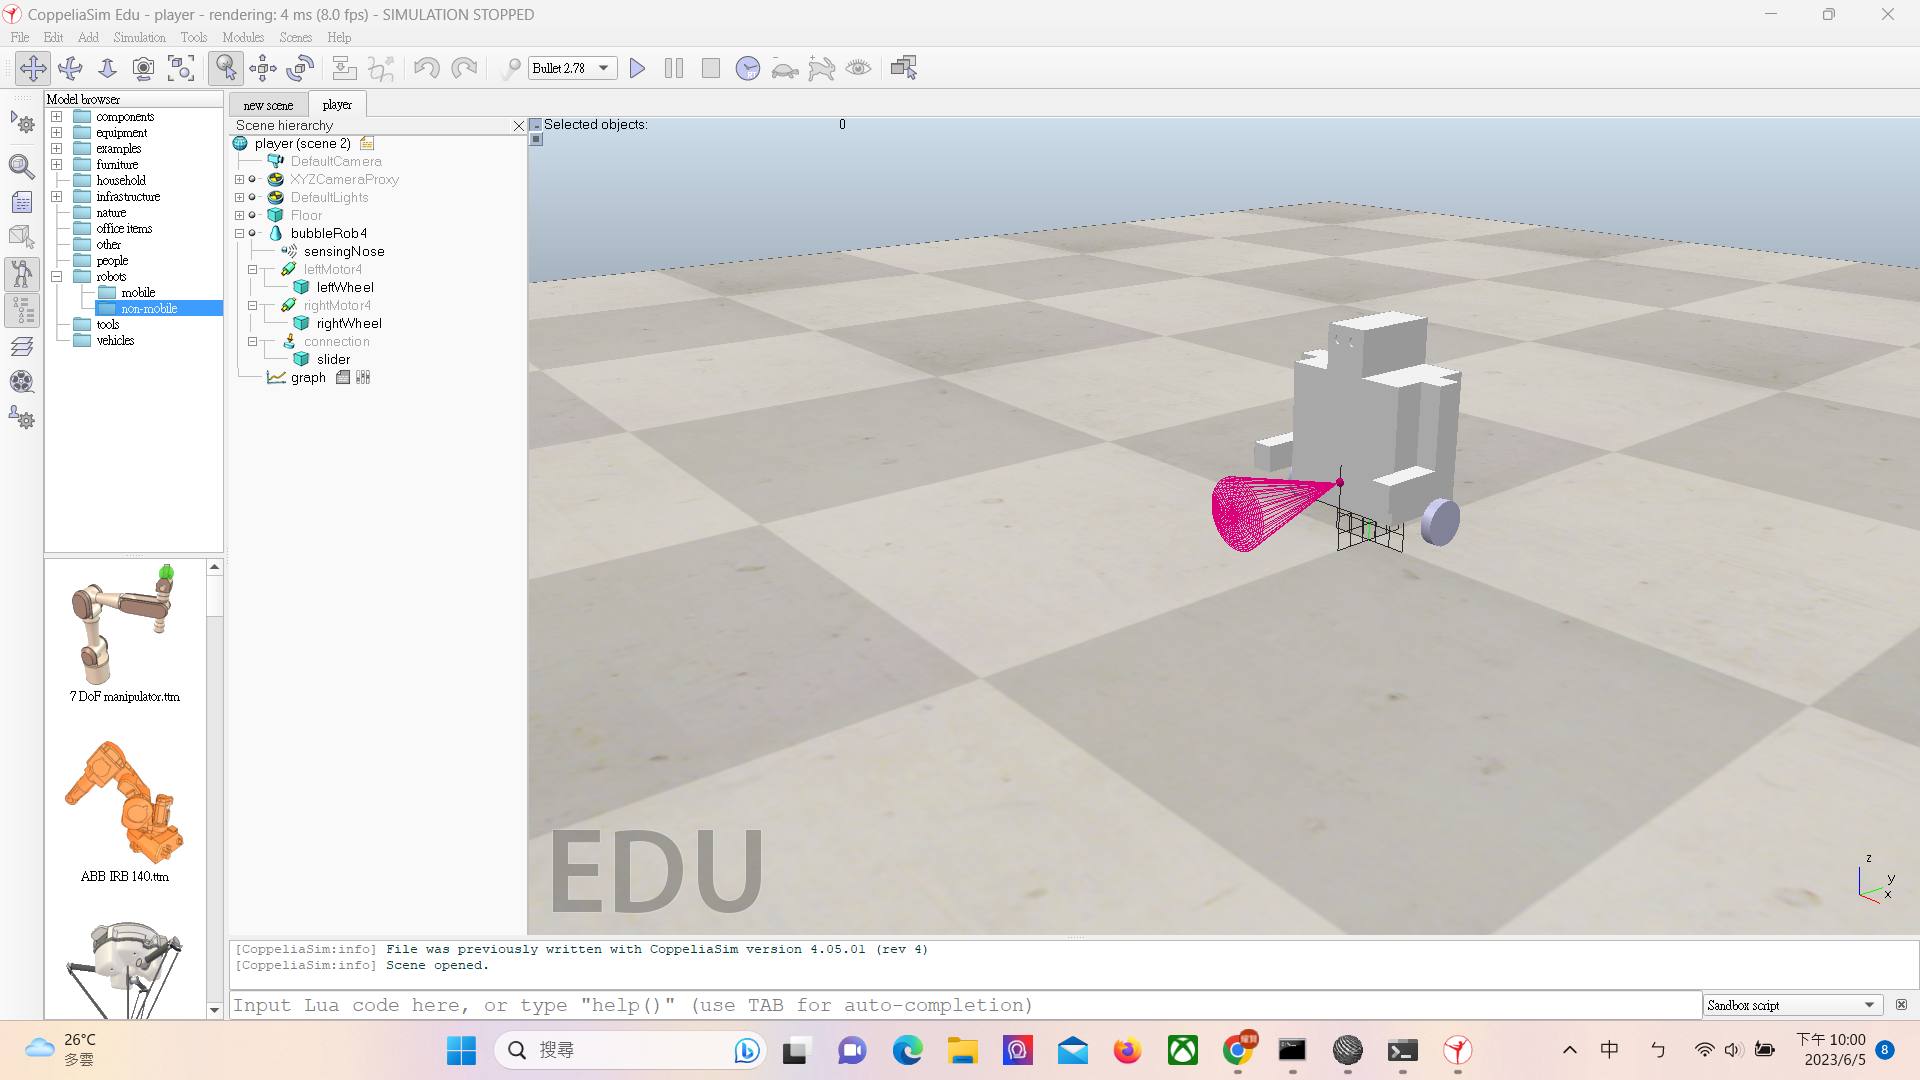 CoppeliaSim Edu - player - rendering: 4 ms (8.0 fps) - SIMULATION STOPPED
File Edit Add Simulation Tools Modules Scenes Help
Bullet 2.78
RT
Model browser
components
equipment
examples
furniture
household
infrastructure
nature
office items
other
people
robots
mobile
non-mobile
tools
vehicles
7 DoF manipulator.ttm
ABB IRB 140.ttm
new scene player
Scene hierarchy
player (scene 2)
DefaultCamera
XYZCameraProxy
DefaultLights
Floor
bubbleRob4
sensingNose
leftMotor4
leftWheel
rightMotor4
rightWheel
connection
slider
graph
Selected objects: 0
EDU
z
y
x
[CoppeliaSim:info] File was previously written with CoppeliaSim version 4.05.01 (rev 4)
[CoppeliaSim:info] Scene opened.
Input Lua code here, or type "help()" (use TAB for auto-completion)
Sandbox script
26°C
多雲
搜尋
中
ㄅ
下午 10:00
2023/6/5
8